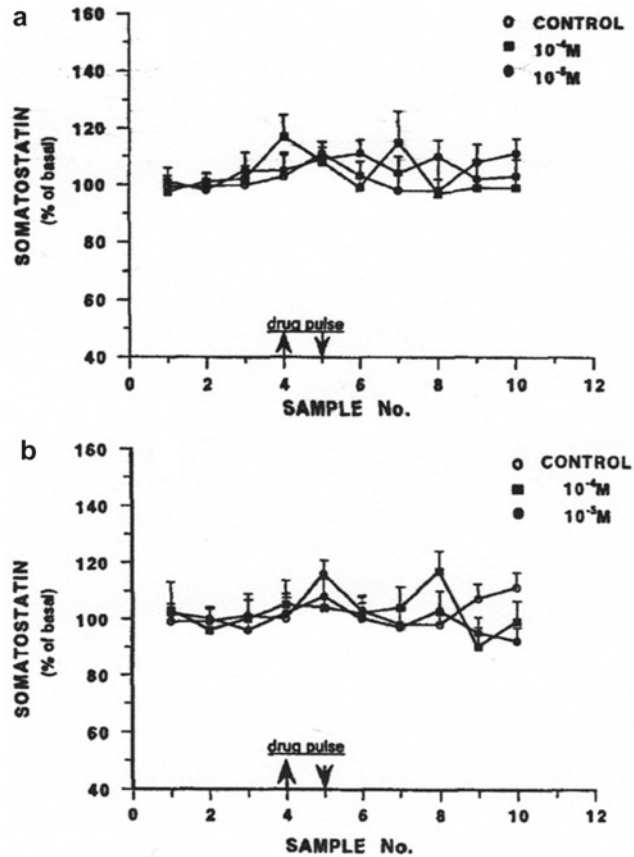 a
160
140
120
100
80
60
40
SOMATOSTATIN
(% of basal)
CONTROL
10⁻⁴M
10⁻⁵M
drug pulse
0 2 4 6 8 10 12
SAMPLE No.
b
160
140
120
100
80
60
40
SOMATOSTATIN
(% of basal)
CONTROL
10⁻⁴M
10⁻³M
drug pulse
0 2 4 6 8 10 12
SAMPLE No.